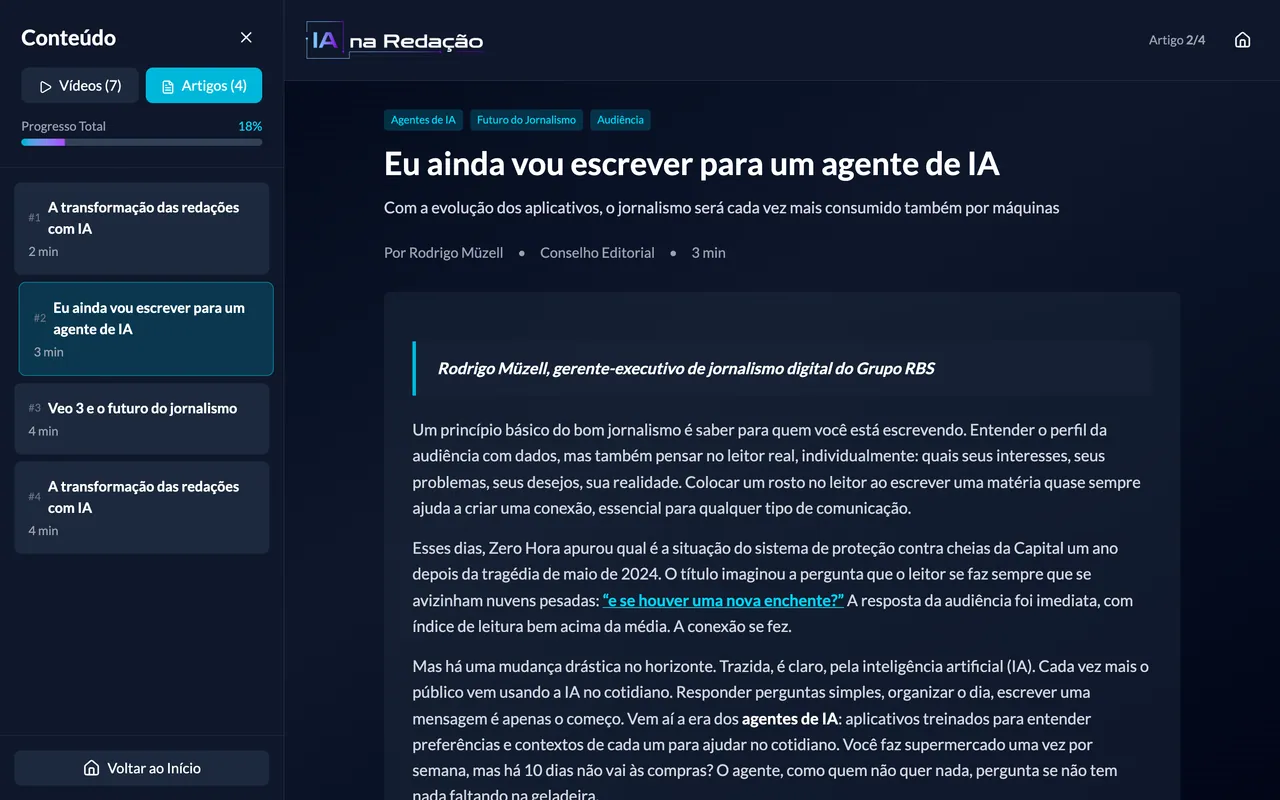 Conteúdo
Vídeos (7)
Artigos (4)
Progresso Total
18%
#1
A transformação das redações
com IA
2 min
#2
Eu ainda vou escrever para um
agente de IA
3 min
#3
Veo 3 e o futuro do jornalismo
4 min
#4
A transformação das redações
com IA
4 min
Voltar ao Início
IA na Redação
Artigo 2/4
Agentes de IA
Futuro do Jornalismo
Audiência
Eu ainda vou escrever para um agente de IA
Com a evolução dos aplicativos, o jornalismo será cada vez mais consumido também por máquinas
Por Rodrigo Müzell • Conselho Editorial • 3 min
Rodrigo Müzell, gerente-executivo de jornalismo digital do Grupo RBS
Um princípio básico do bom jornalismo é saber para quem você está escrevendo. Entender o perfil da
audiência com dados, mas também pensar no leitor real, individualmente: quais seus interesses, seus
problemas, seus desejos, sua realidade. Colocar um rosto no leitor ao escrever uma matéria quase sempre
ajuda a criar uma conexão, essencial para qualquer tipo de comunicação.
Esses dias, Zero Hora apurou qual é a situação do sistema de proteção contra cheias da Capital um ano
depois da tragédia de maio de 2024. O título imaginou a pergunta que o leitor se faz sempre que se
avizinham nuvens pesadas: “e se houver uma nova enchente?” A resposta da audiência foi imediata, com
índice de leitura bem acima da média. A conexão se fez.
Mas há uma mudança drástica no horizonte. Trazida, é claro, pela inteligência artificial (IA). Cada vez mais o
público vem usando a IA no cotidiano. Responder perguntas simples, organizar o dia, escrever uma
mensagem é apenas o começo. Vem aí a era dos agentes de IA: aplicativos treinados para entender
preferências e contextos de cada um para ajudar no cotidiano. Você faz supermercado uma vez por
semana, mas há 10 dias não vai às compras? O agente, como quem não quer nada, pergunta se não tem
nada faltando na geladeira.